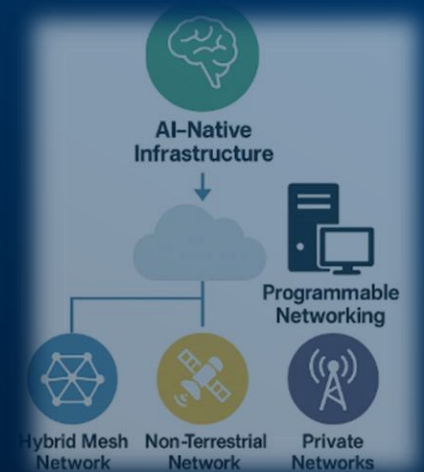 AI-Native
Infrastructure
Programmable
Networking
Hybrid Mesh
Network
Non-Terrestrial
Network
Private
Networks